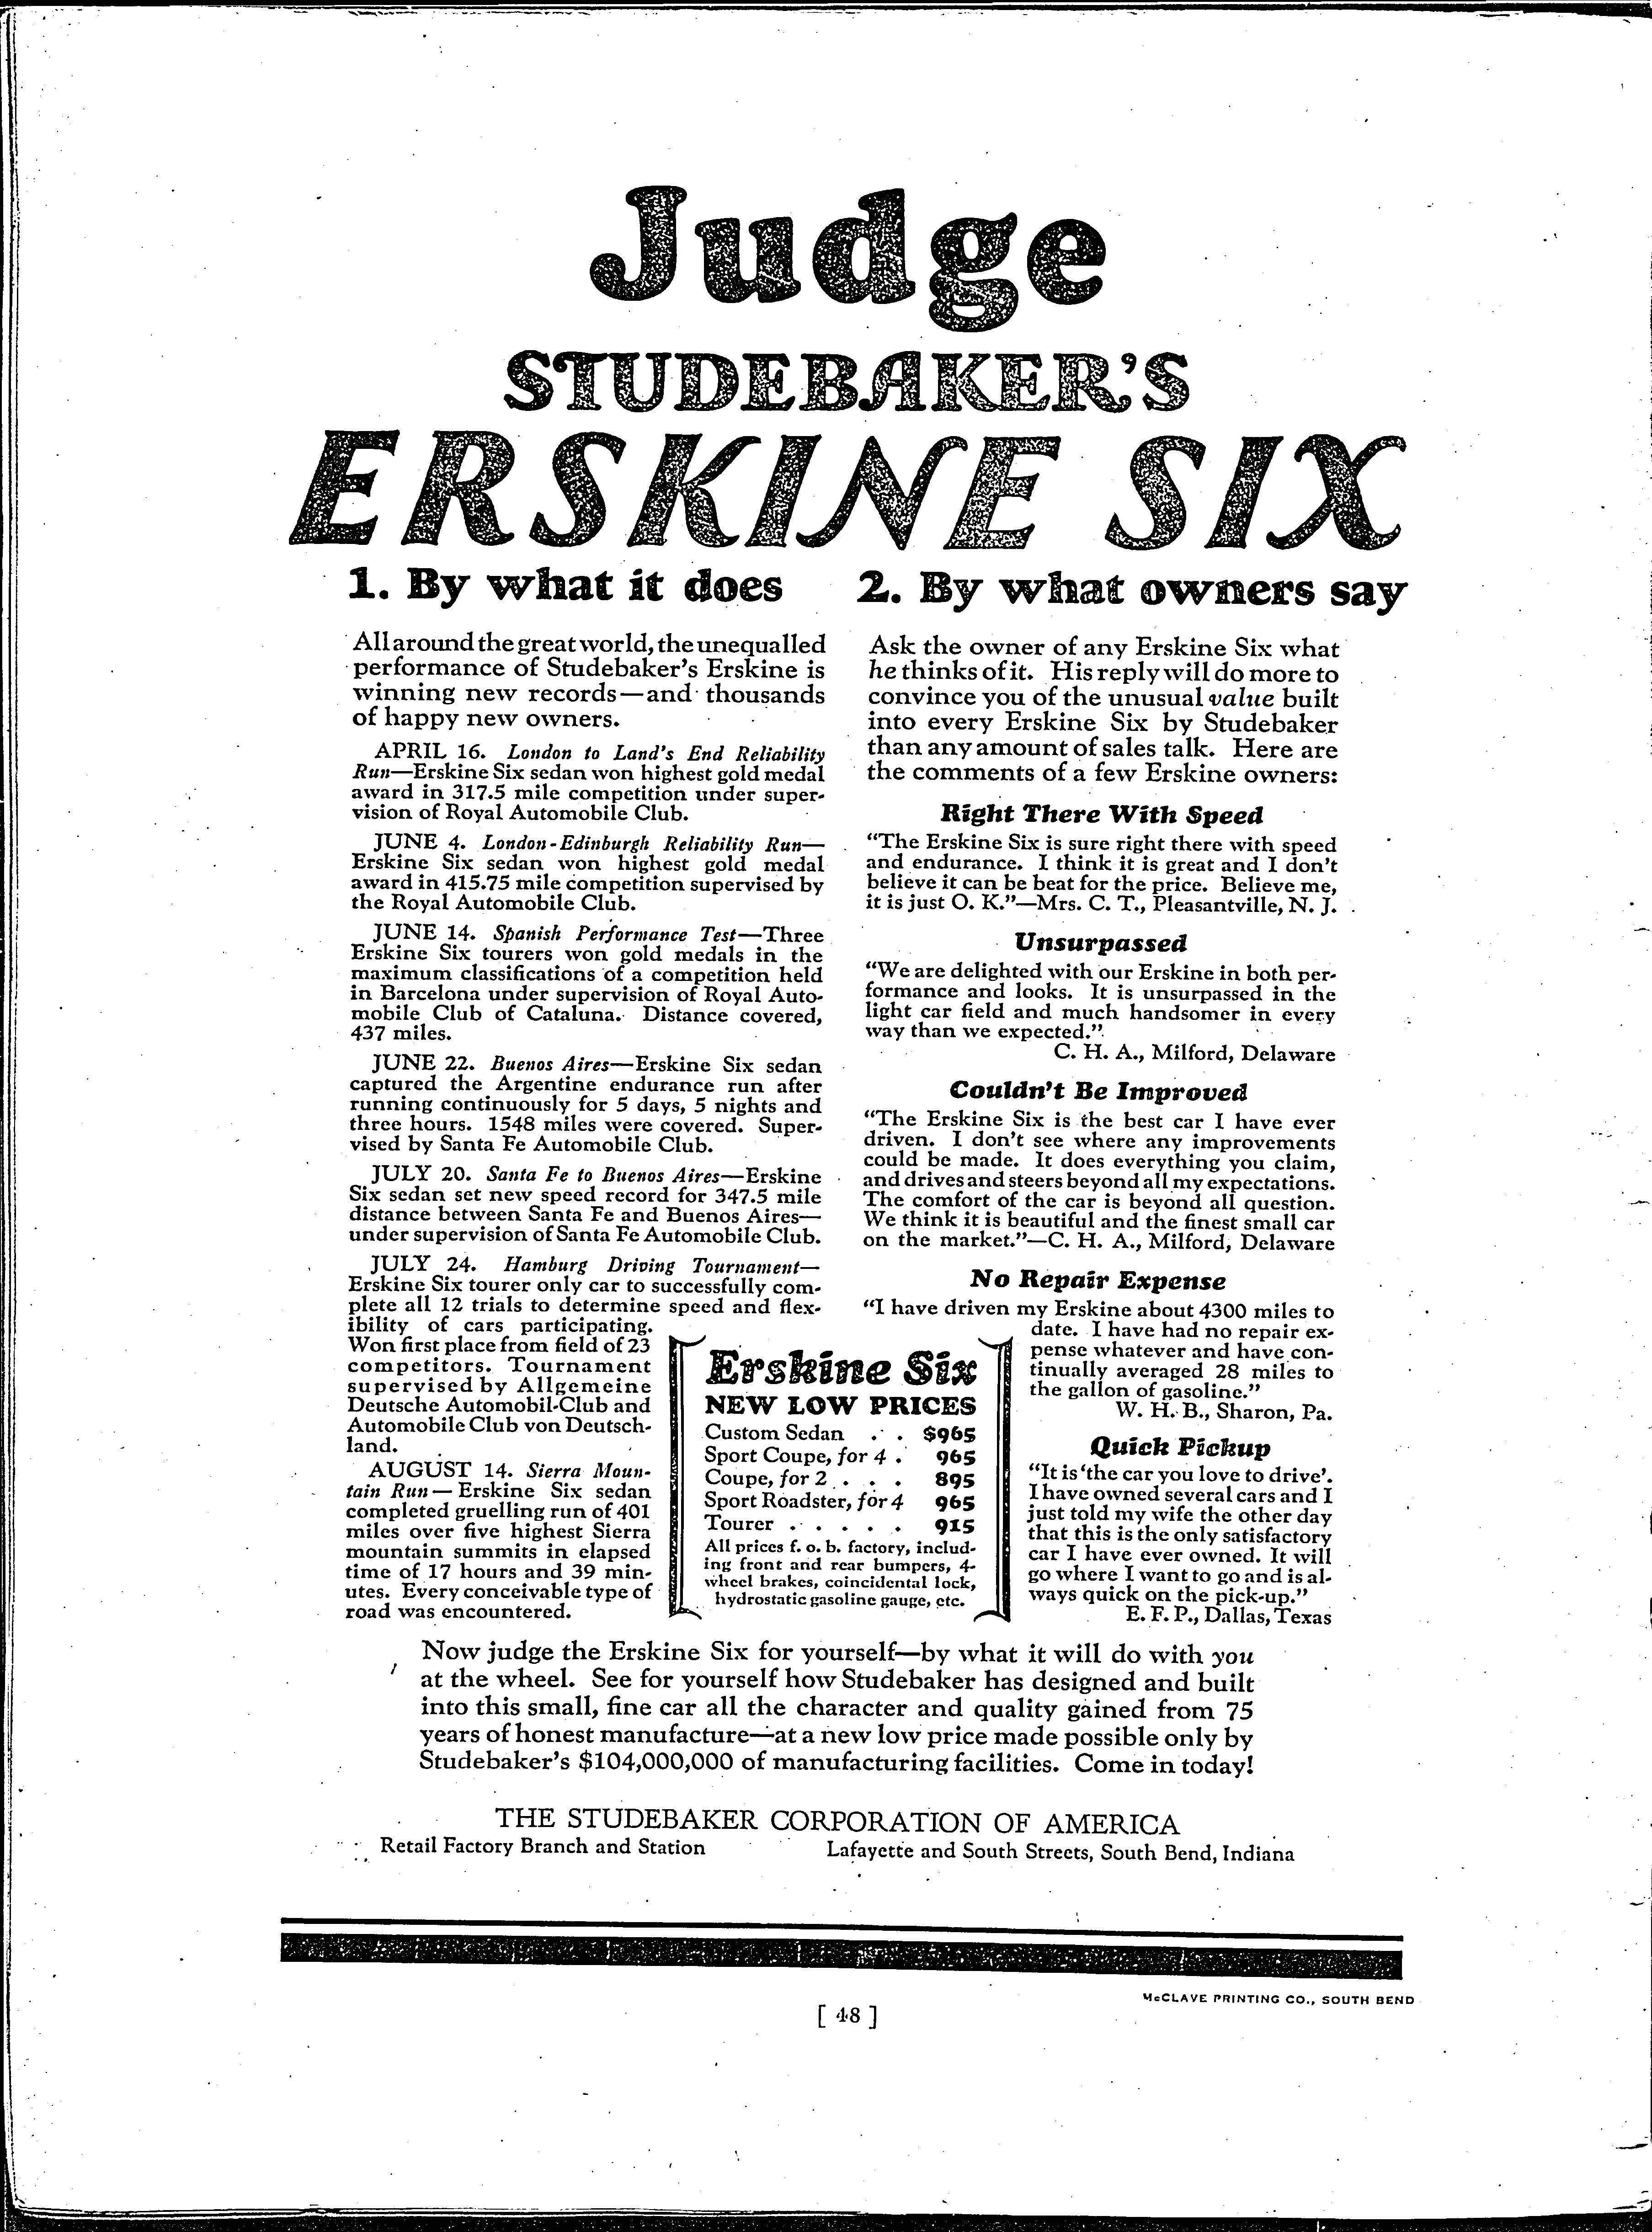 Judge
STUDEBAKER'S
ERSKINE SIX
1. By what it does
All around the great world, the unequalled
performance of Studebaker's Erskine is
winning new records—and thousands
of happy new owners.
APRIL 16. London to Land's End Reliability
Run—Erskine Six sedan won highest gold medal
award in 317.5 mile competition under super-
vision of Royal Automobile Club.
JUNE 4. London-Edinburgh Reliability Run—
Erskine Six sedan won highest gold medal
award in 415.75 mile competition supervised by
the Royal Automobile Club.
JUNE 14. Spanish Performance Test—Three
Erskine Six tourers won gold medals in the
maximum classifications of a competition held
in Barcelona under supervision of Royal Auto-
mobile Club of Cataluna. Distance covered,
437 miles.
JUNE 22. Buenos Aires—Erskine Six sedan
captured the Argentine endurance run after
running continuously for 5 days, 5 nights and
three hours. 1548 miles were covered. Super-
vised by Santa Fe Automobile Club.
JULY 20. Santa Fe to Buenos Aires—Erskine
Six sedan set new speed record for 347.5 mile
distance between Santa Fe and Buenos Aires—
under supervision of Santa Fe Automobile Club.
JULY 24. Hamburg Driving Tournament—
Erskine Six tourer only car to successfully com-
plete all 12 trials to determine speed and flex-
ibility of cars participating.
Won first place from field of 23
competitors. Tournament
supervised by Allgemeine
Deutsche Automobil-Club and
Automobile Club von Deutsch-
land.
AUGUST 14. Sierra Moun-
tain Run—Erskine Six sedan
completed gruelling run of 401
miles over five highest Sierra
mountain summits in elapsed
time of 17 hours and 39 min-
utes. Every conceivable type of
road was encountered.
2. By what owners say
Ask the owner of any Erskine Six what
he thinks of it. His reply will do more to
convince you of the unusual value built
into every Erskine Six by Studebaker
than any amount of sales talk. Here are
the comments of a few Erskine owners:
Right There With Speed
"The Erskine Six is sure right there with speed
and endurance. I think it is great and I don't
believe it can be beat for the price. Believe me,
it is just O. K."—Mrs. C. T., Pleasantville, N. J.
Unsurpassed
"We are delighted with our Erskine in both per-
formance and looks. It is unsurpassed in the
light car field and much handsomer in every
way than we expected."
C. H. A., Milford, Delaware
Couldn't Be Improved
"The Erskine Six is the best car I have ever
driven. I don't see where any improvements
could be made. It does everything you claim,
and drives and steers beyond all my expectations.
The comfort of the car is beyond all question.
We think it is beautiful and the finest small car
on the market."—C. H. A., Milford, Delaware
No Repair Expense
"I have driven my Erskine about 4300 miles to
date. I have had no repair ex-
pense whatever and have con-
tinually averaged 28 miles to
the gallon of gasoline."
W. H. B., Sharon, Pa.
Quick Pickup
"It is 'the car you love to drive'.
I have owned several cars and I
just told my wife the other day
that this is the only satisfactory
car I have ever owned. It will
go where I want to go and is al-
ways quick on the pick-up."
E. F. P., Dallas, Texas
Erskine Six
NEW LOW PRICES
Custom Sedan . . $965
Sport Coupe, for 4 . 965
Coupe, for 2 . . . 895
Sport Roadster, for 4 965
Tourer . . . . . 915
All prices f. o. b. factory, includ-
ing front and rear bumpers, 4-
wheel brakes, coincidental lock,
hydrostatic gasoline gauge, etc.
Now judge the Erskine Six for yourself—by what it will do with you
at the wheel. See for yourself how Studebaker has designed and built
into this small, fine car all the character and quality gained from 75
years of honest manufacture—at a new low price made possible only by
Studebaker's $104,000,000 of manufacturing facilities. Come in today!
THE STUDEBAKER CORPORATION OF AMERICA
Retail Factory Branch and Station Lafayette and South Streets, South Bend, Indiana
McCLAVE PRINTING CO., SOUTH BEND
[ 48 ]